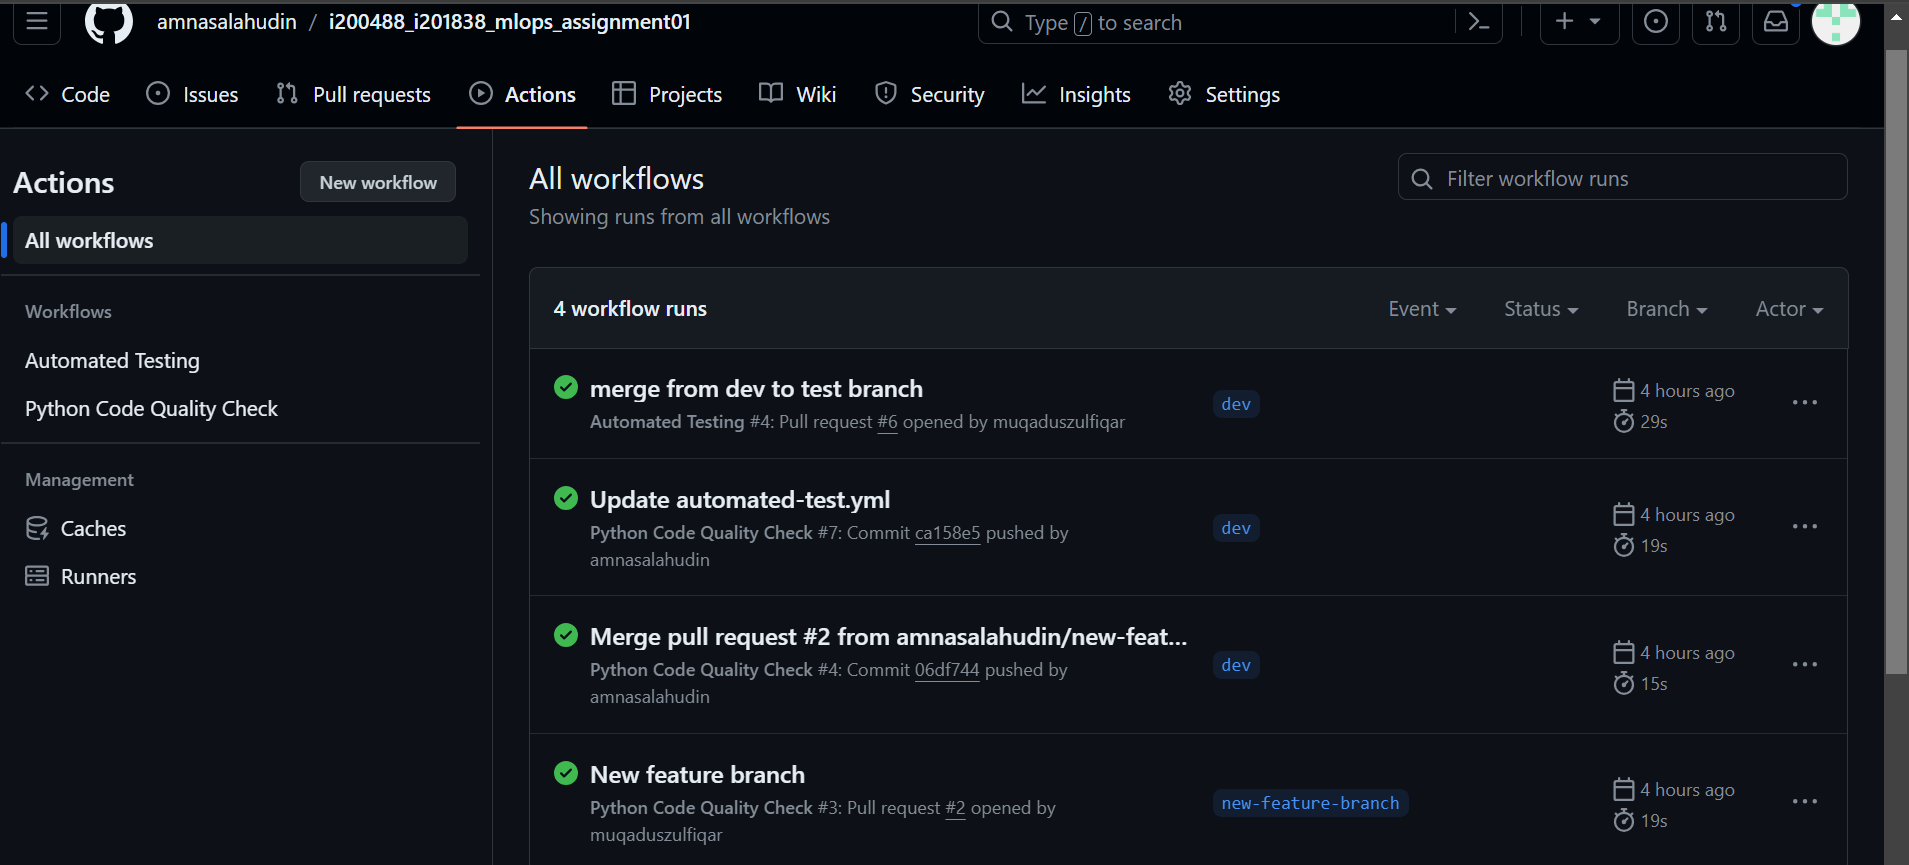 amnasalahudin / i200488_i201838_mlops_assignment01
Type / to search
Code
Issues
Pull requests
Actions
Projects
Wiki
Security
Insights
Settings
Actions
New workflow
All workflows
Workflows
Automated Testing
Python Code Quality Check
Management
Caches
Runners
All workflows
Showing runs from all workflows
Filter workflow runs
4 workflow runs
Event
Status
Branch
Actor
merge from dev to test branch
Automated Testing #4: Pull request #6 opened by muqaduszulfiqar
dev
4 hours ago
29s
Update automated-test.yml
Python Code Quality Check #7: Commit ca158e5 pushed by
amnasalahudin
dev
4 hours ago
19s
Merge pull request #2 from amnasalahudin/new-feat...
Python Code Quality Check #4: Commit 06df744 pushed by
amnasalahudin
dev
4 hours ago
15s
New feature branch
Python Code Quality Check #3: Pull request #2 opened by
muqaduszulfiqar
new-feature-branch
4 hours ago
19s